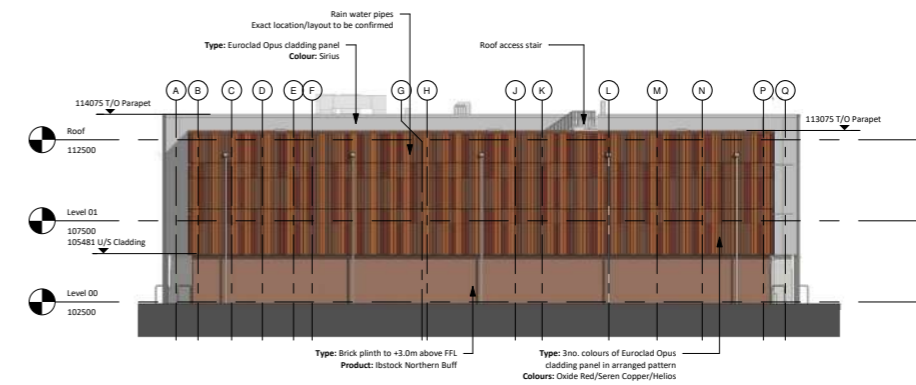 Rain water pipes
Exact location/layout to be confirmed
Type: Euroclad Opus cladding panel
Colour: Sirius
Roof access stair
A B C D E F G H J K L M N P Q
114075 T/O Parapet
113075 T/O Parapet
Roof
112500
Level 01
107500
105481 U/S Cladding
Level 00
102500
Type: Brick plinth to +3.0m above FFL
Product: Ibstock Northern Buff
Type: 3no. colours of Euroclad Opus
cladding panel in arranged pattern
Colours: Oxide Red/Seren Copper/Helios